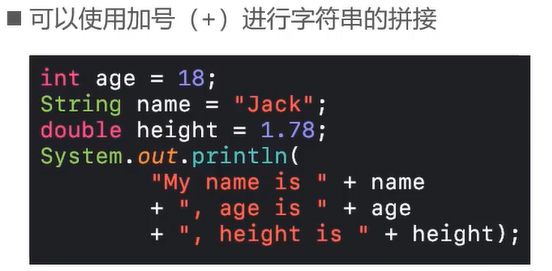 ■ 可以使用加号（+）进行字符串的拼接
int age = 18;
String name = "Jack";
double height = 1.78;
System.out.println(
        "My name is " + name
        + ", age is " + age
        + ", height is " + height);